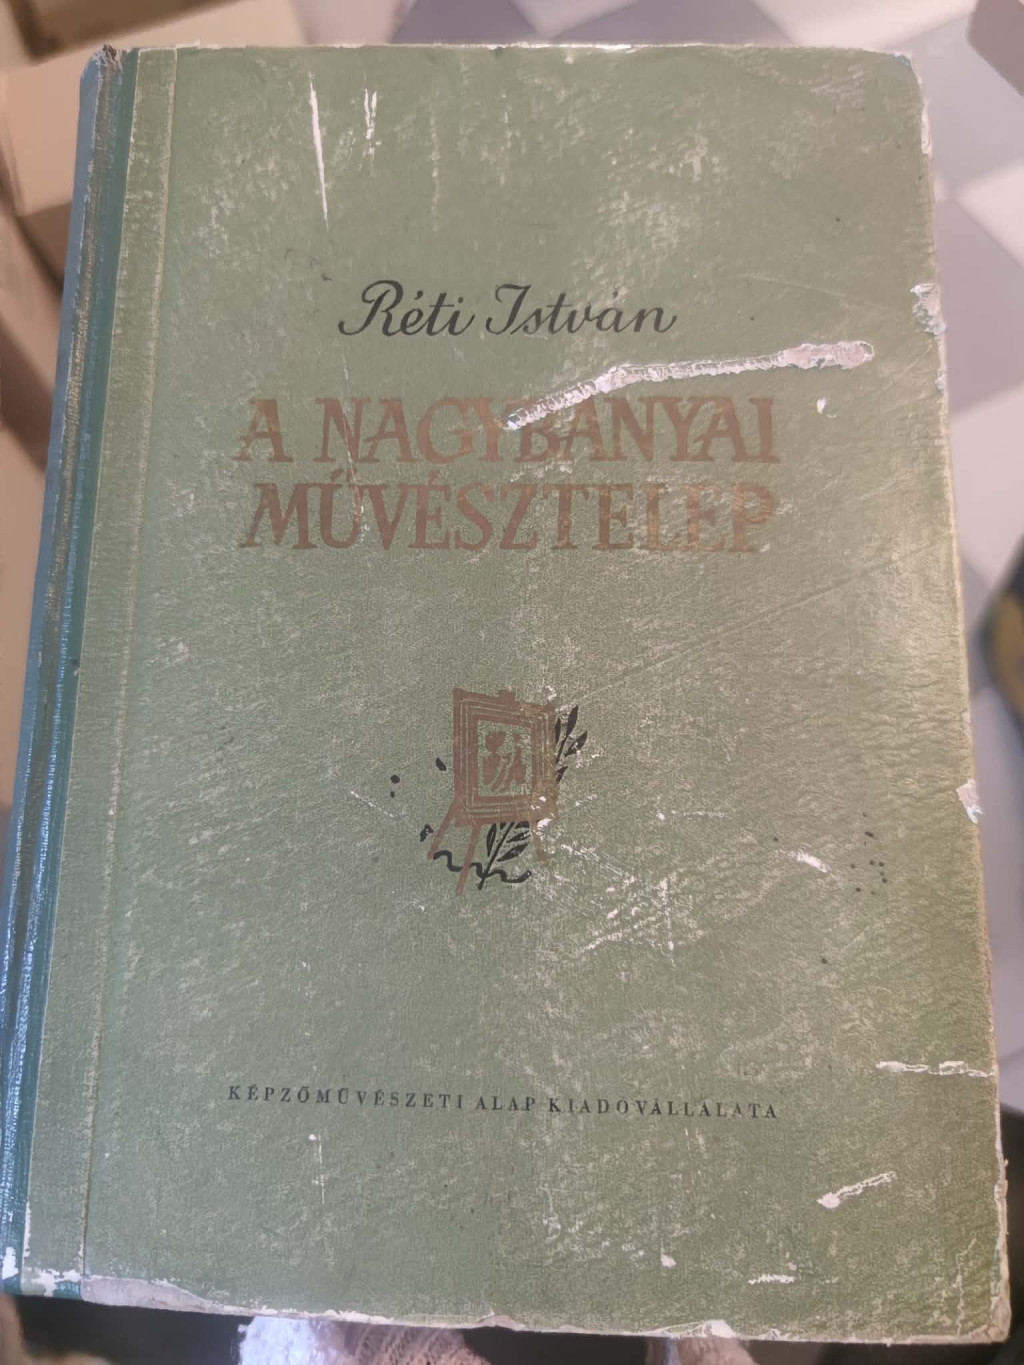 Réti István
A NAGYBÁNYAI
MŰVÉSZTELEP
KÉPZŐMŰVÉSZETI ALAP KIADÓVÁLLALATA